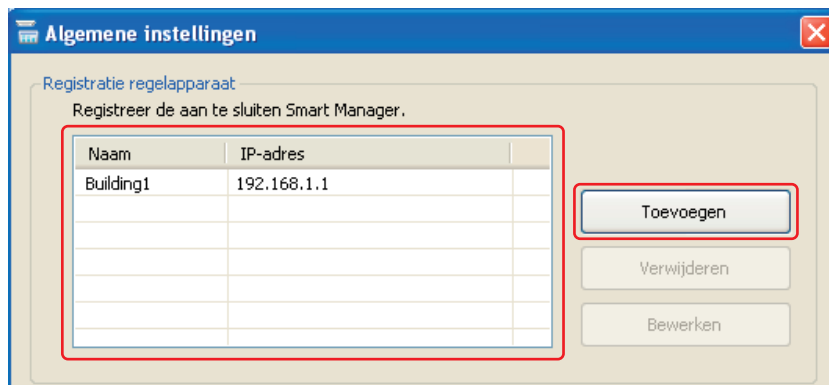 Algemene instellingen
Registratie regelapparaat
Registreer de aan te sluiten Smart Manager.
Naam IP-adres
Building1 192.168.1.1
Toevoegen
Verwijderen
Bewerken